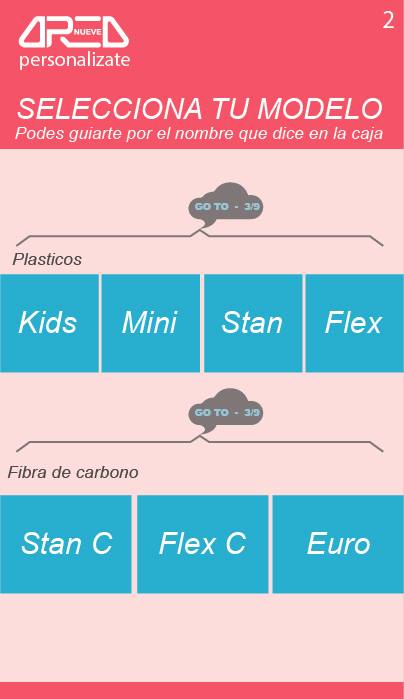 2
AREA
NUEVE
personalizate
SELECCIONA TU MODELO
Podes guiarte por el nombre que dice en la caja
GO TO - 3/9
Plasticos
Kids Mini Stan Flex
GO TO - 3/9
Fibra de carbono
Stan C Flex C Euro